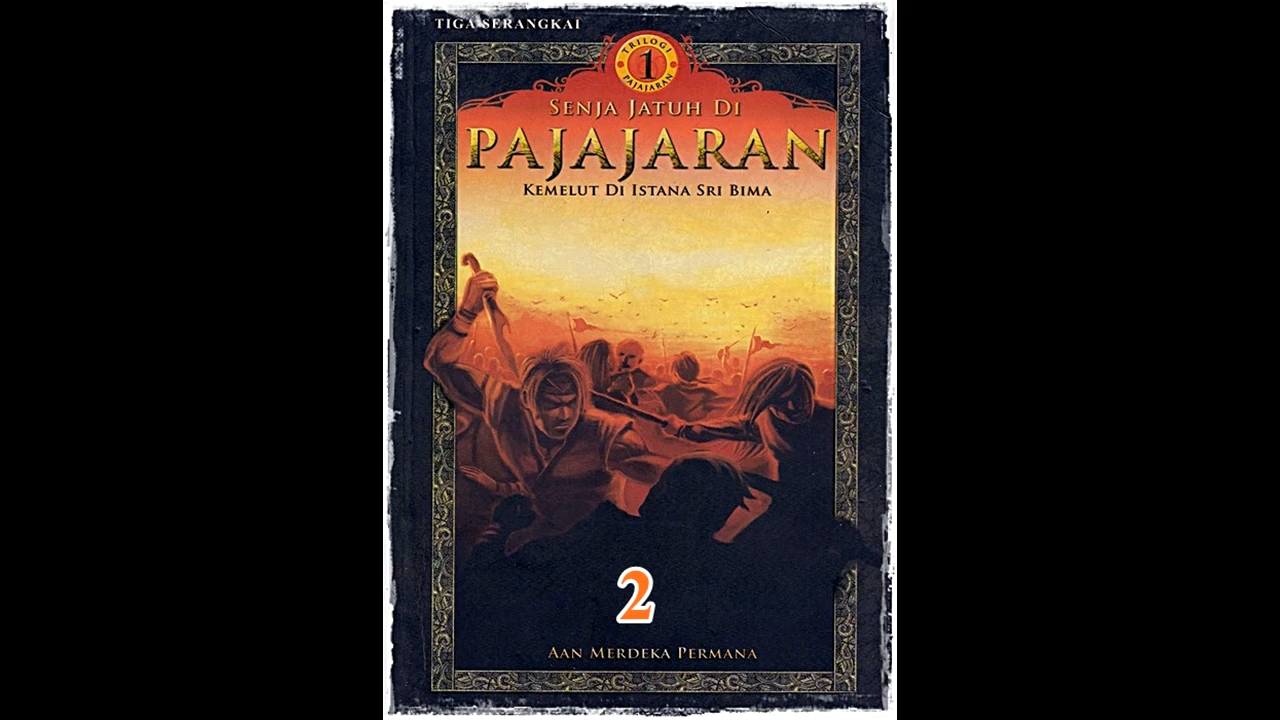 TIGA SERANGKAI
TRILOGI
1
PAJAJARAN
SENJA JATUH DI
PAJAJARAN
KEMELUT DI ISTANA SRI BIMA
2
AAN MERDEKA PERMANA